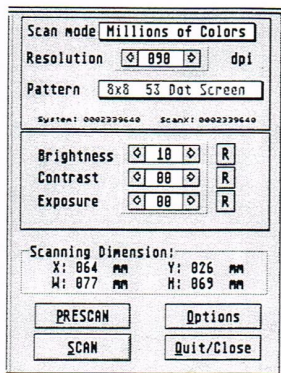 Scan mode Millions of Colors
Resolution 090 dpi
Pattern 8x8 53 Dot Screen
System: 0002339640 ScanX: 0002339640
Brightness 10 R
Contrast 00 R
Exposure 00 R
Scanning Dimension:
X: 064 MM Y: 026 MM
W: 077 MM H: 069 MM
PRESCAN Options
SCAN Quit/Close